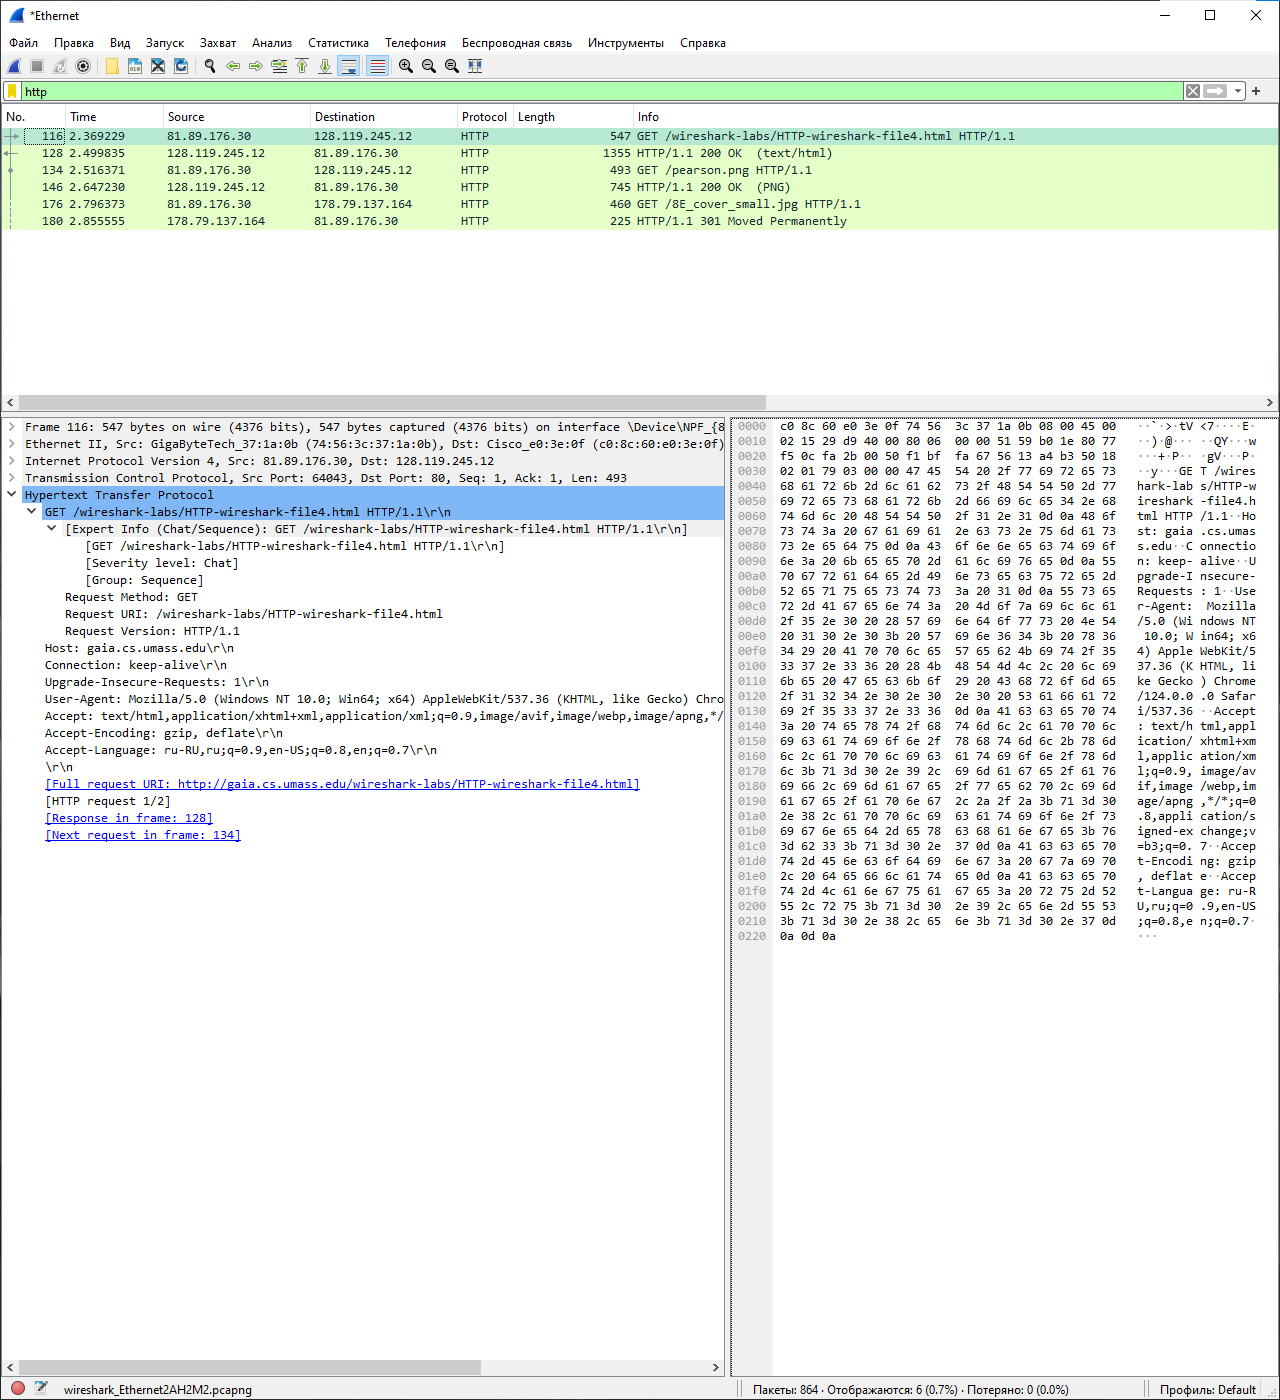 *Ethernet
Файл Правка Вид Запуск Захват Анализ Статистика Телефония Беспроводная связь Инструменты Справка
http
No. Time Source Destination Protocol Length Info
116 2.369229 81.89.176.30 128.119.245.12 HTTP 547 GET /wireshark-labs/HTTP-wireshark-file4.html HTTP/1.1
128 2.499835 128.119.245.12 81.89.176.30 HTTP 1355 HTTP/1.1 200 OK (text/html)
134 2.516371 81.89.176.30 128.119.245.12 HTTP 493 GET /pearson.png HTTP/1.1
146 2.647230 128.119.245.12 81.89.176.30 HTTP 745 HTTP/1.1 200 OK (PNG)
176 2.796373 81.89.176.30 178.79.137.164 HTTP 460 GET /8E_cover_small.jpg HTTP/1.1
180 2.855555 178.79.137.164 81.89.176.30 HTTP 225 HTTP/1.1 301 Moved Permanently
Frame 116: 547 bytes on wire (4376 bits), 547 bytes captured (4376 bits) on interface \Device\NPF_{8
Ethernet II, Src: GigaByteTech_37:1a:0b (74:56:3c:37:1a:0b), Dst: Cisco_e0:3e:0f (c0:8c:60:e0:3e:0f)
Internet Protocol Version 4, Src: 81.89.176.30, Dst: 128.119.245.12
Transmission Control Protocol, Src Port: 64043, Dst Port: 80, Seq: 1, Ack: 1, Len: 493
Hypertext Transfer Protocol
GET /wireshark-labs/HTTP-wireshark-file4.html HTTP/1.1\r\n
[Expert Info (Chat/Sequence): GET /wireshark-labs/HTTP-wireshark-file4.html HTTP/1.1\r\n]
[GET /wireshark-labs/HTTP-wireshark-file4.html HTTP/1.1\r\n]
[Severity level: Chat]
[Group: Sequence]
Request Method: GET
Request URI: /wireshark-labs/HTTP-wireshark-file4.html
Request Version: HTTP/1.1
Host: gaia.cs.umass.edu\r\n
Connection: keep-alive\r\n
Upgrade-Insecure-Requests: 1\r\n
User-Agent: Mozilla/5.0 (Windows NT 10.0; Win64; x64) AppleWebKit/537.36 (KHTML, like Gecko) Chro
Accept: text/html,application/xhtml+xml,application/xml;q=0.9,image/avif,image/webp,image/apng,*/
Accept-Encoding: gzip, deflate\r\n
Accept-Language: ru-RU,ru;q=0.9,en-US;q=0.8,en;q=0.7\r\n
\r\n
[Full request URI: http://gaia.cs.umass.edu/wireshark-labs/HTTP-wireshark-file4.html]
[HTTP request 1/2]
[Response in frame: 128]
[Next request in frame: 134]
0000 c0 8c 60 e0 3e 0f 74 56 3c 37 1a 0b 08 00 45 00 ··`·>·tV <7····E·
0010 02 15 29 d9 40 00 80 06 00 00 51 59 b0 1e 80 77 ··)·@··· ··QY···w
0020 f5 0c fa 2b 00 50 f1 bf fa 67 56 13 a4 b3 50 18 ···+·P·· ·gV···P·
0030 02 01 79 03 00 00 47 45 54 20 2f 77 69 72 65 73 ··y···GE T /wires
0040 68 61 72 6b 2d 6c 61 62 73 2f 48 54 54 50 2d 77 hark-lab s/HTTP-w
0050 69 72 65 73 68 61 72 6b 2d 66 69 6c 65 34 2e 68 ireshark -file4.h
0060 74 6d 6c 20 48 54 54 50 2f 31 2e 31 0d 0a 48 6f tml HTTP /1.1··Ho
0070 73 74 3a 20 67 61 69 61 2e 63 73 2e 75 6d 61 73 st: gaia .cs.umas
0080 73 2e 65 64 75 0d 0a 43 6f 6e 6e 65 63 74 69 6f s.edu··C onnectio
0090 6e 3a 20 6b 65 65 70 2d 61 6c 69 76 65 0d 0a 55 n: keep- alive··U
00a0 70 67 72 61 64 65 2d 49 6e 73 65 63 75 72 65 2d pgrade-I nsecure-
00b0 52 65 71 75 65 73 74 73 3a 20 31 0d 0a 55 73 65 Requests : 1··Use
00c0 72 2d 41 67 65 6e 74 3a 20 4d 6f 7a 69 6c 6c 61 r-Agent: Mozilla
00d0 2f 35 2e 30 20 28 57 69 6e 64 6f 77 73 20 4e 54 /5.0 (Wi ndows NT
00e0 20 31 30 2e 30 3b 20 57 69 6e 36 34 3b 20 78 36 10.0; W in64; x6
00f0 34 29 20 41 70 70 6c 65 57 65 62 4b 69 74 2f 35 4) Apple WebKit/5
0100 33 37 2e 33 36 20 28 4b 48 54 4d 4c 2c 20 6c 69 37.36 (K HTML, li
0110 6b 65 20 47 65 63 6b 6f 29 20 43 68 72 6f 6d 65 ke Gecko ) Chrome
0120 2f 31 32 34 2e 30 2e 30 2e 30 20 53 61 66 61 72 /124.0.0 .0 Safar
0130 69 2f 35 33 37 2e 33 36 0d 0a 41 63 63 65 70 74 i/537.36 ··Accept
0140 3a 20 74 65 78 74 2f 68 74 6d 6c 2c 61 70 70 6c : text/h tml,appl
0150 69 63 61 74 69 6f 6e 2f 78 68 74 6d 6c 2b 78 6d ication/ xhtml+xm
0160 6c 2c 61 70 70 6c 69 63 61 74 69 6f 6e 2f 78 6d l,applic ation/xm
0170 6c 3b 71 3d 30 2e 39 2c 69 6d 61 67 65 2f 61 76 l;q=0.9, image/av
0180 69 66 2c 69 6d 61 67 65 2f 77 65 62 70 2c 69 6d if,image /webp,im
0190 61 67 65 2f 61 70 6e 67 2c 2a 2f 2a 3b 71 3d 30 age/apng ,*/*;q=0
01a0 2e 38 2c 61 70 70 6c 69 63 61 74 69 6f 6e 2f 73 .8,appli cation/s
01b0 69 67 6e 65 64 2d 65 78 63 68 61 6e 67 65 3b 76 igned-ex change;v
01c0 3d 62 33 3b 71 3d 30 2e 37 0d 0a 41 63 63 65 70 =b3;q=0. 7··Accep
01d0 74 2d 45 6e 63 6f 64 69 6e 67 3a 20 67 7a 69 70 t-Encodi ng: gzip
01e0 2c 20 64 65 66 6c 61 74 65 0d 0a 41 63 63 65 70 , deflat e··Accep
01f0 74 2d 4c 61 6e 67 75 61 67 65 3a 20 72 75 2d 52 t-Langua ge: ru-R
0200 55 2c 72 75 3b 71 3d 30 2e 39 2c 65 6e 2d 55 53 U,ru;q=0 .9,en-US
0210 3b 71 3d 30 2e 38 2c 65 6e 3b 71 3d 30 2e 37 0d ;q=0.8,e n;q=0.7·
0220 0a 0d 0a ···
wireshark_Ethernet2AH2M2.pcapng
Пакеты: 864 · Отображаются: 6 (0.7%) · Потеряно: 0 (0.0%)
Профиль: Default